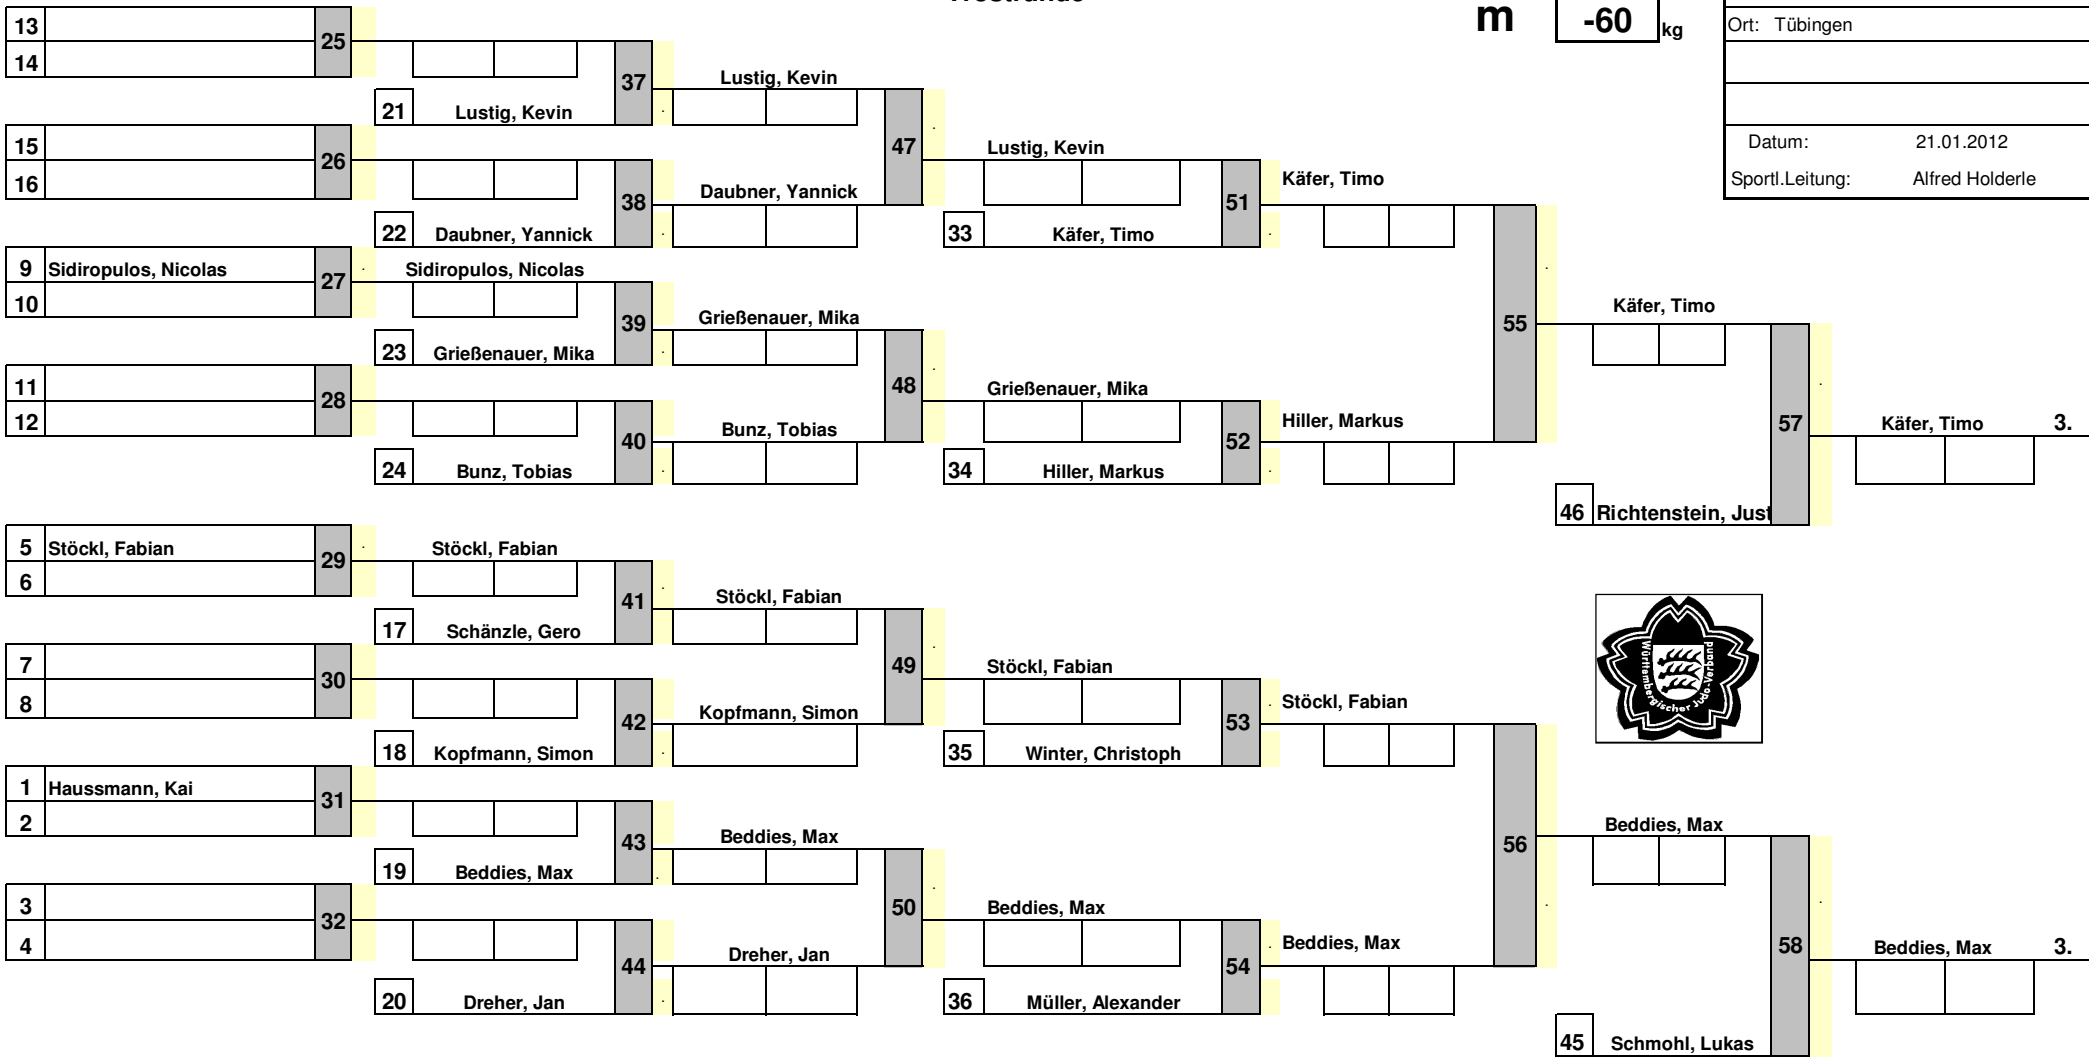 m -60 kg
Ort: Tübingen
Datum: 21.01.2012
Sportl.Leitung: Alfred Holderle
13
14
25
15
16
26
9 Sidiropulos, Nicolas
10
27
11
12
28
5 Stöckl, Fabian
6
29
7
8
30
1 Haussmann, Kai
2
31
3
4
32
21 Lustig, Kevin
37
22 Daubner, Yannick
38
Sidiropulos, Nicolas
23 Grießenauer, Mika
39
24 Bunz, Tobias
40
Stöckl, Fabian
17 Schänzle, Gero
41
18 Kopfmann, Simon
42
19 Beddies, Max
43
20 Dreher, Jan
44
Lustig, Kevin
Daubner, Yannick
47
Grießenauer, Mika
Bunz, Tobias
48
Stöckl, Fabian
Kopfmann, Simon
49
Beddies, Max
Dreher, Jan
50
Lustig, Kevin
33 Käfer, Timo
51
Grießenauer, Mika
34 Hiller, Markus
52
Stöckl, Fabian
35 Winter, Christoph
53
Beddies, Max
36 Müller, Alexander
54
Käfer, Timo
Hiller, Markus
55
Stöckl, Fabian
Beddies, Max
56
Käfer, Timo
46 Richtenstein, Just
57
Württembergischer Judo-Verband
Beddies, Max
45 Schmohl, Lukas
58
Käfer, Timo 3.
Beddies, Max 3.